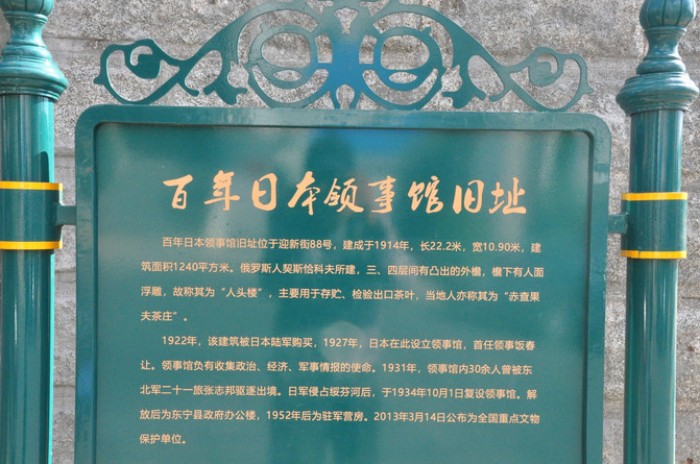 百年日本领事馆旧址
百年日本领事馆旧址位于迎新街88号，建成于1914年，长22.2米，宽10.90米，建
筑面积1240平方米。俄罗斯人契斯恰科夫所建，三、四层间有凸出的外檐，檐下有人面
浮雕，故称其为“人头楼”，主要用于存贮、检验出口茶叶，当地人亦称其为“赤查果
夫茶庄”。
1922年，该建筑被日本陆军购买，1927年，日本在此设立领事馆，首任领事饭春
让。领事馆负有收集政治、经济、军事情报的使命。1931年，领事馆内30余人曾被东
北军二十一旅张志邦驱逐出境。日军侵占绥芬河后，于1934年10月1日复设领事馆。解
放后为东宁县政府办公楼，1952年后为驻军营房。2013年3月14日公布为全国重点文物
保护单位。